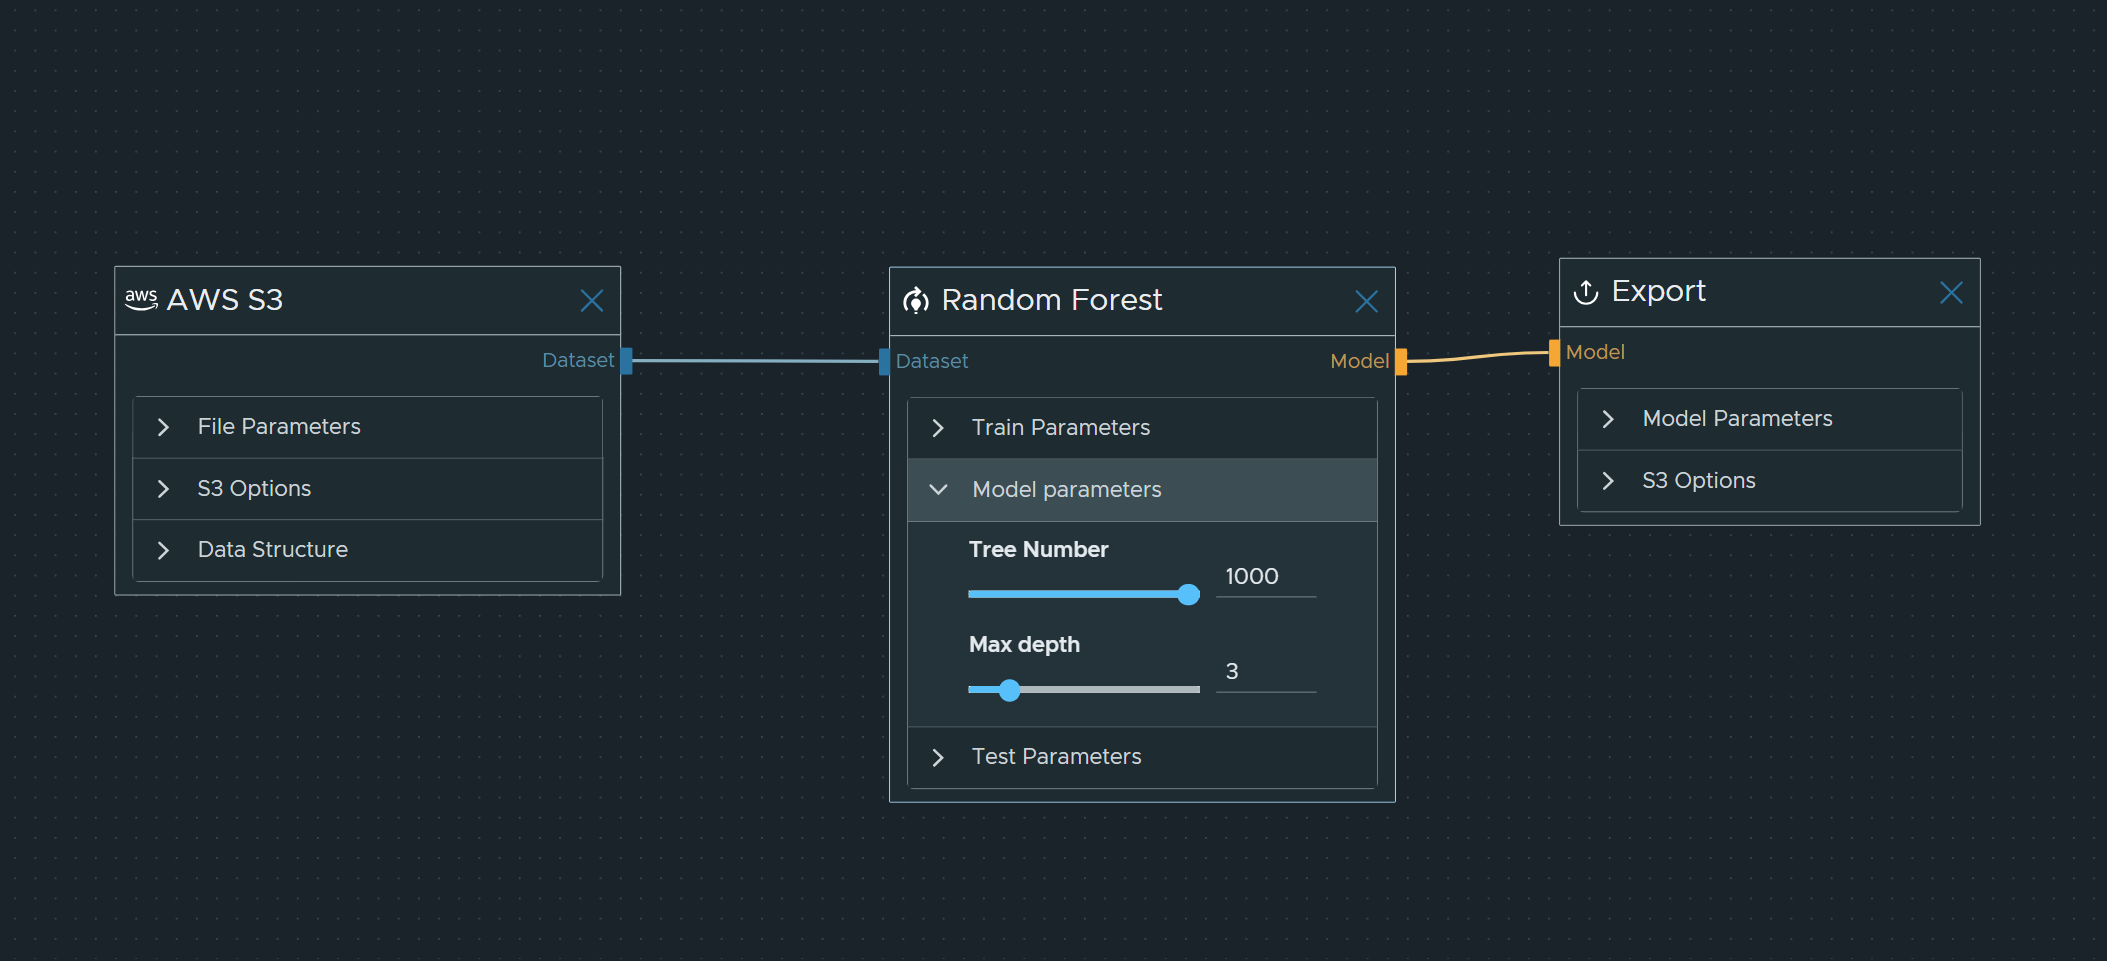 aws AWS S3
Dataset
File Parameters
S3 Options
Data Structure
Random Forest
Dataset Model
Train Parameters
Model parameters
Tree Number
1000
Max depth
3
Test Parameters
Export
Model
Model Parameters
S3 Options